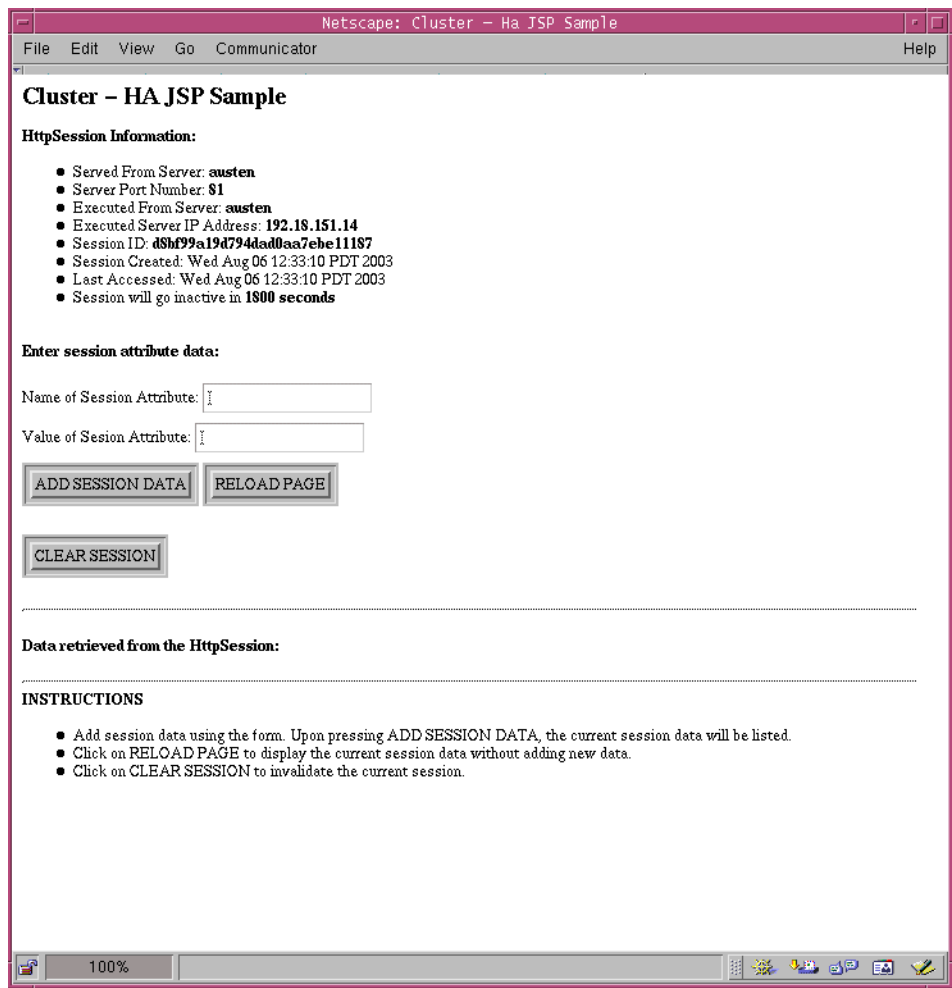 Netscape: Cluster – Ha JSP Sample
File Edit View Go Communicator Help
Cluster – HA JSP Sample
HttpSession Information:
● Served From Server: austen
● Server Port Number: 81
● Executed From Server: austen
● Executed Server IP Address: 192.18.151.14
● Session ID: d8bf99a19d794dad0aa7ebe11187
● Session Created: Wed Aug 06 12:33:10 PDT 2003
● Last Accessed: Wed Aug 06 12:33:10 PDT 2003
● Session will go inactive in 1800 seconds
Enter session attribute data:
Name of Session Attribute:
Value of Sesion Attribute:
ADD SESSION DATA RELOAD PAGE
CLEAR SESSION
Data retrieved from the HttpSession:
INSTRUCTIONS
● Add session data using the form. Upon pressing ADD SESSION DATA, the current session data will be listed.
● Click on RELOAD PAGE to display the current session data without adding new data.
● Click on CLEAR SESSION to invalidate the current session.
100%